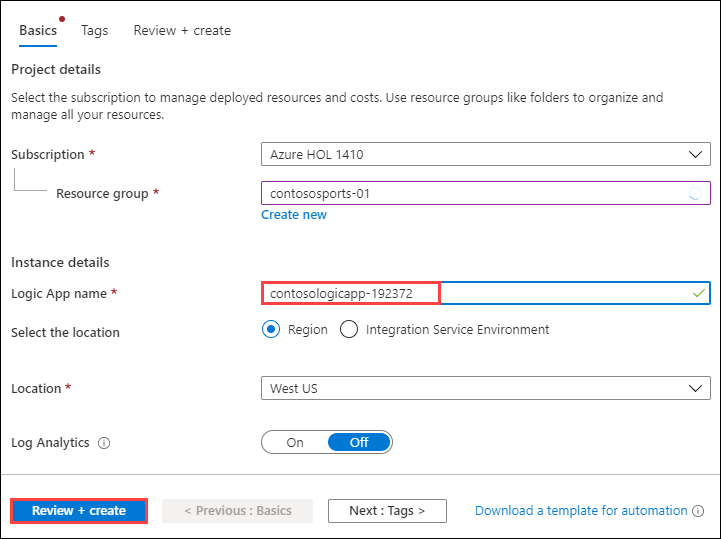 Basics Tags Review + create
Project details
Select the subscription to manage deployed resources and costs. Use resource groups like folders to organize and
manage all your resources.
Subscription * Azure HOL 1410
Resource group * contososports-01
Create new
Instance details
Logic App name * contosologicapp-192372
Select the location Region Integration Service Environment
Location * West US
Log Analytics On Off
Review + create < Previous : Basics Next : Tags > Download a template for automation